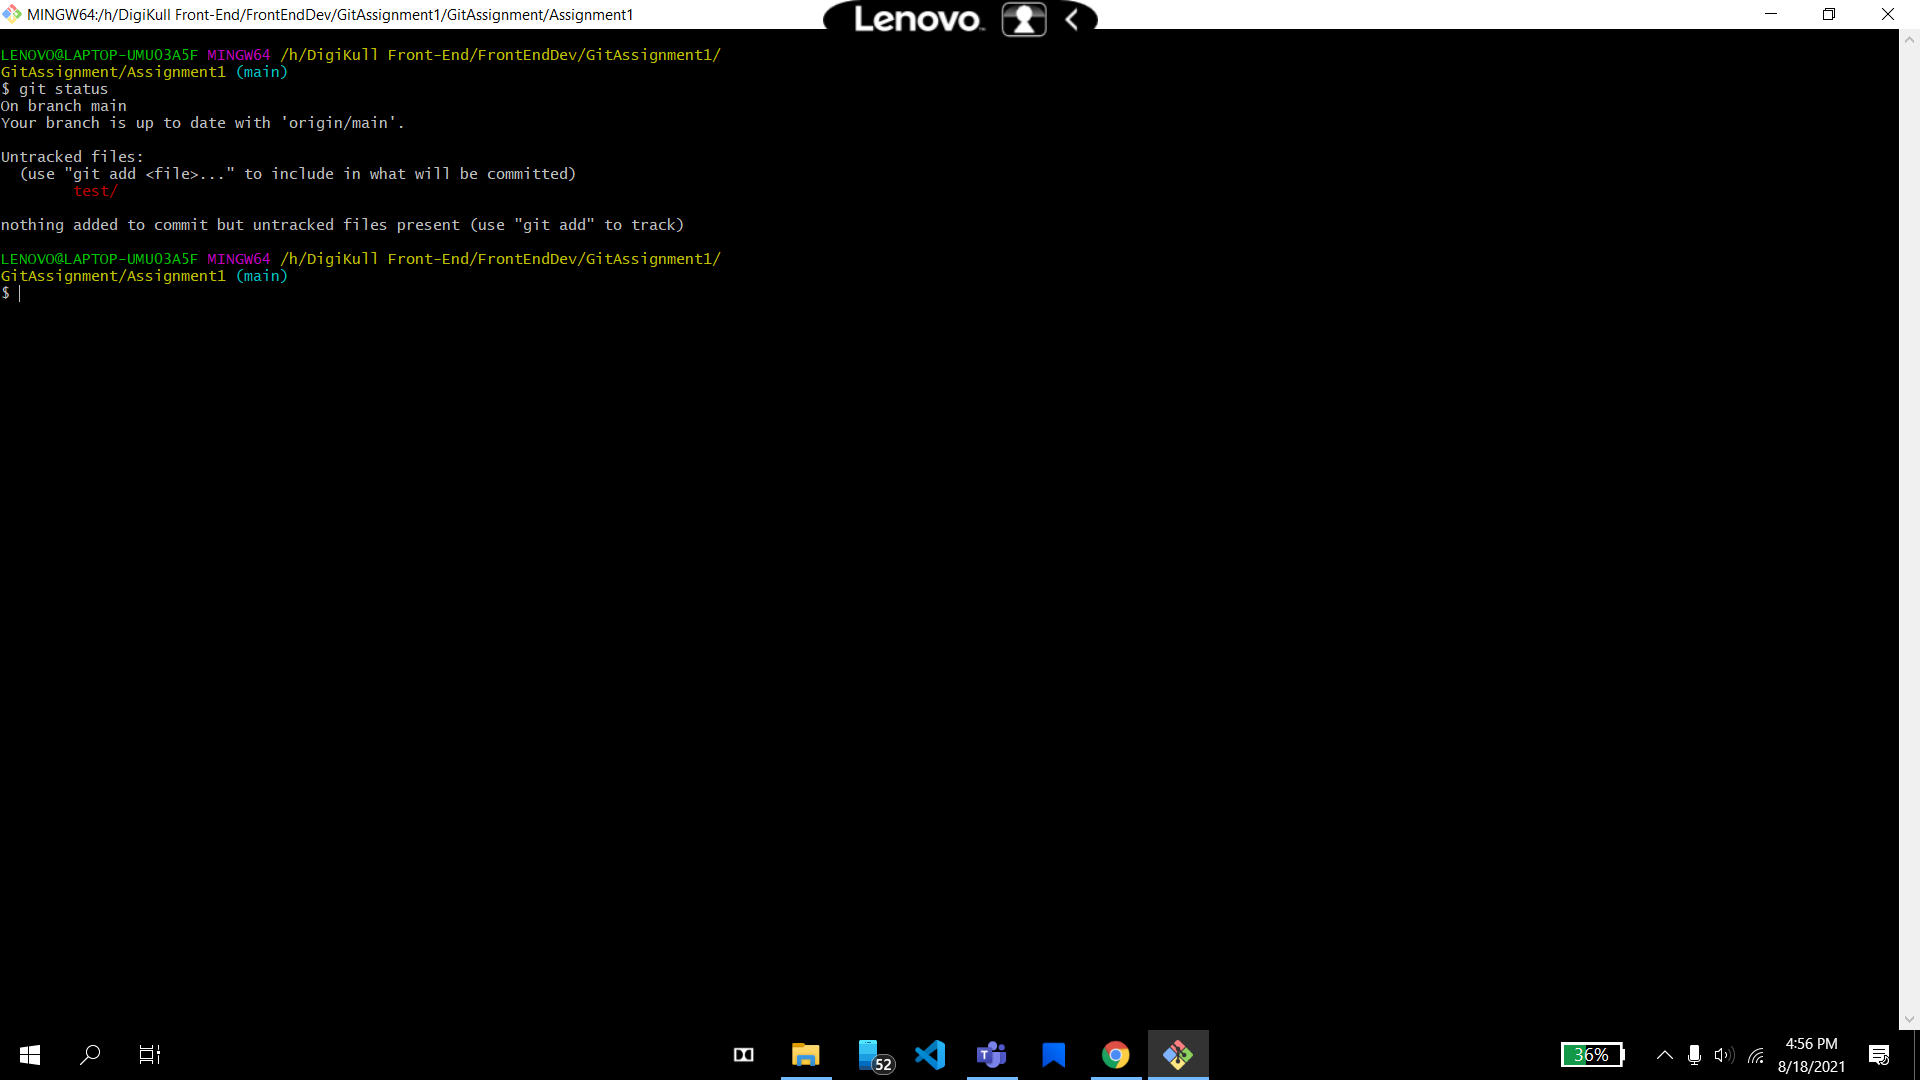 MINGW64:/h/DigiKull Front-End/FrontEndDev/GitAssignment1/GitAssignment/Assignment1
Lenovo
LENOVO@LAPTOP-UMUO3A5F MINGW64 /h/DigiKull Front-End/FrontEndDev/GitAssignment1/
GitAssignment/Assignment1 (main)
$ git status
On branch main
Your branch is up to date with 'origin/main'.
Untracked files:
  (use "git add <file>..." to include in what will be committed)
        test/
nothing added to commit but untracked files present (use "git add" to track)
LENOVO@LAPTOP-UMUO3A5F MINGW64 /h/DigiKull Front-End/FrontEndDev/GitAssignment1/
GitAssignment/Assignment1 (main)
$
52
36%
4:56 PM
8/18/2021